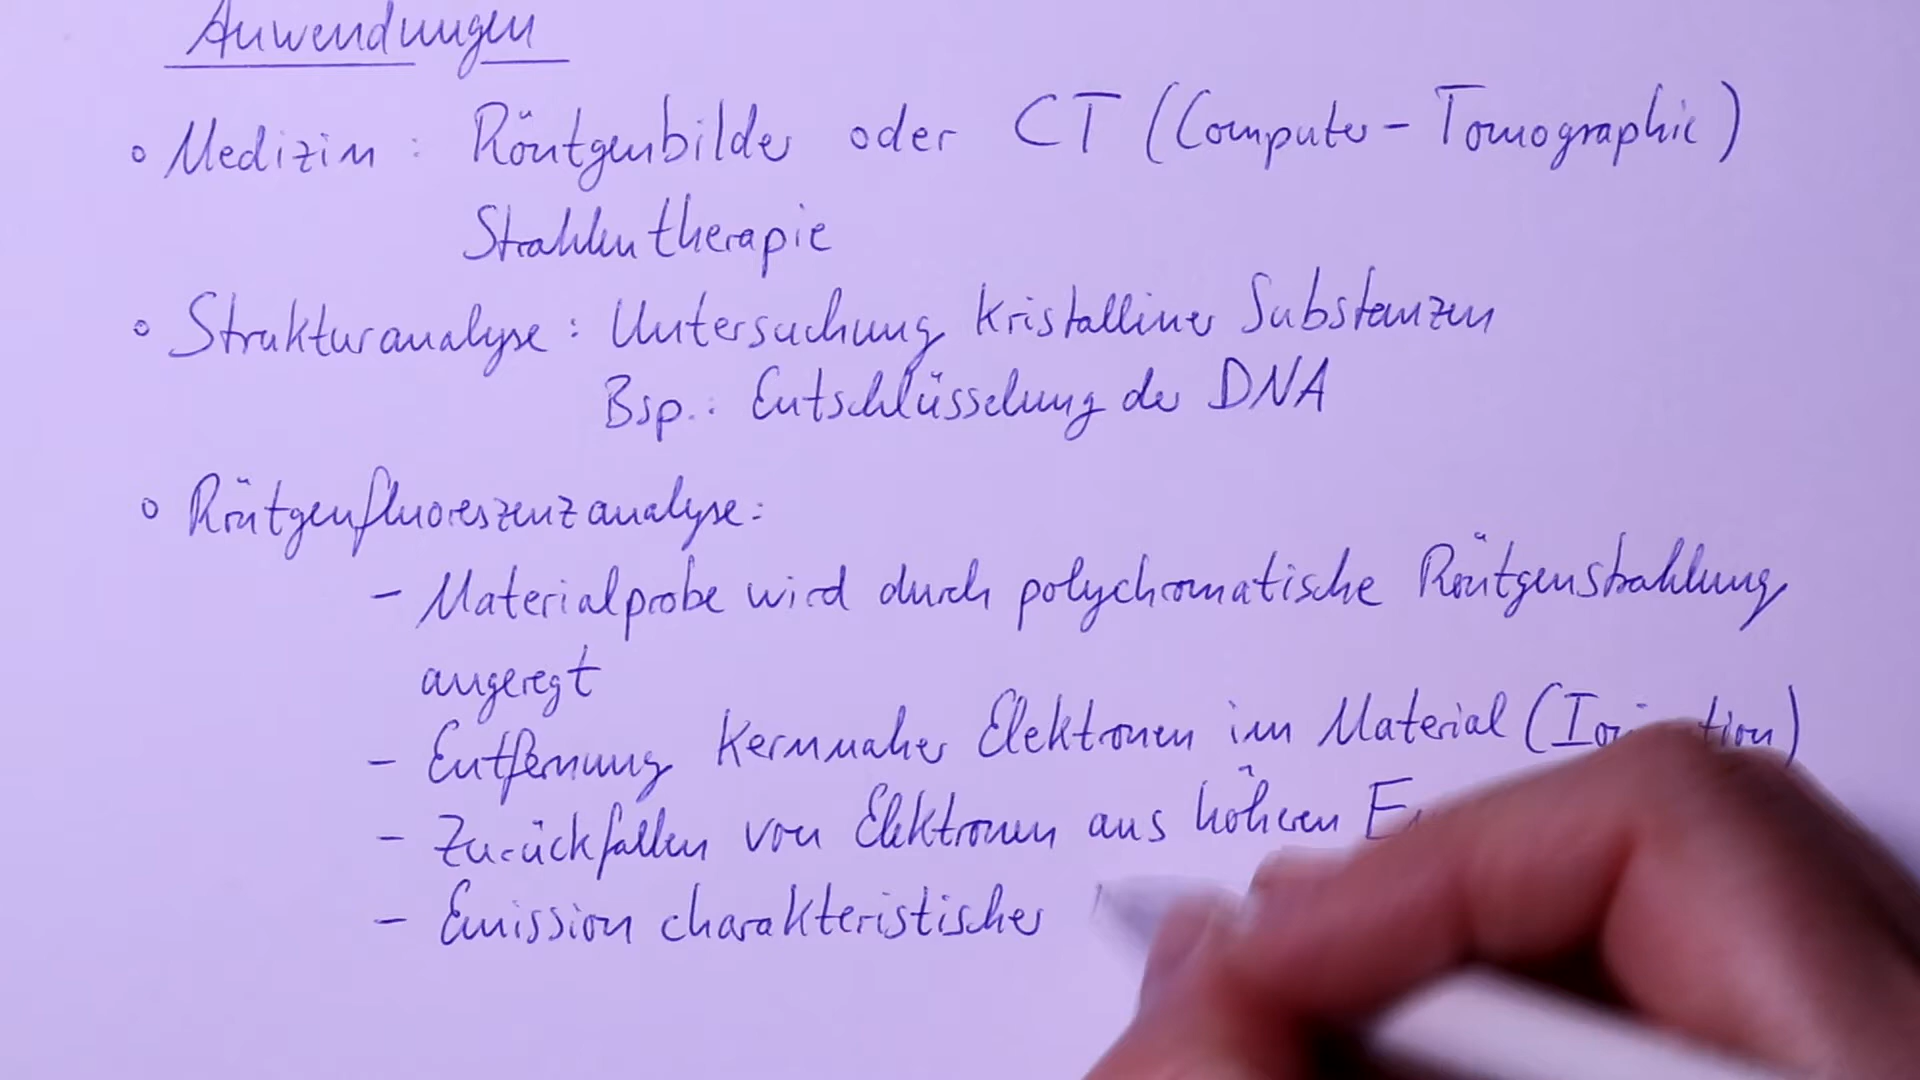 Anwendungen
° Medizin: Röntgenbilder oder CT (Computer-Tomographie)
Strahlentherapie
° Strukturanalyse: Untersuchung kristalliner Substanzen
Bsp.: Entschlüsselung der DNA
° Röntgenfluoreszenzanalyse:
- Materialprobe wird durch polychromatische Röntgenstrahlung
angeregt
- Entfernung kernnaher Elektronen im Material
- Zurückfallen von Elektronen aus höheren
- Emission charakteristischer